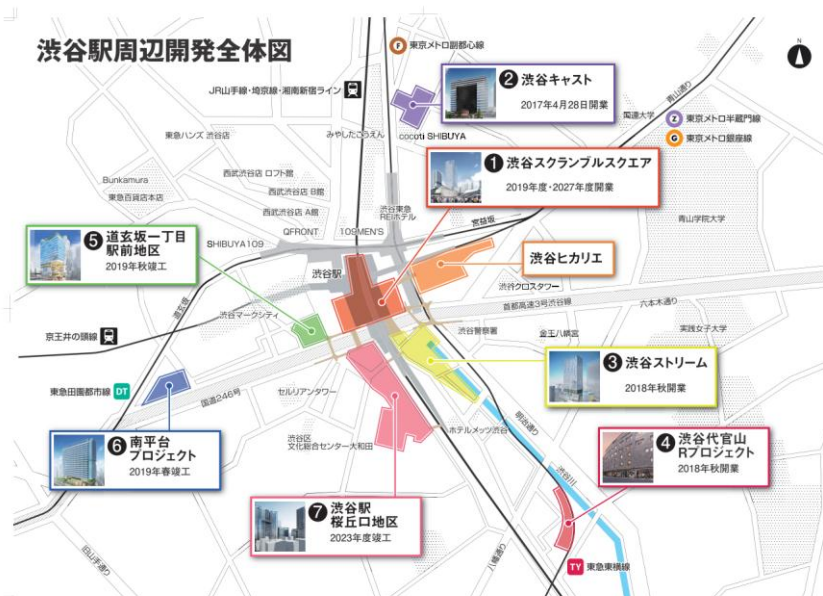 渋谷駅周辺開発全体図
F 東京メトロ副都心線
N
JR山手線・埼京線・湘南新宿ライン
2 渋谷キャスト
2017年4月28日開業
青山通り
国連大学
Z 東京メトロ半蔵門線
G 東京メトロ銀座線
東急ハンズ 渋谷店
みやしたこうえん
cocoti SHIBUYA
1 渋谷スクランブルスクエア
2019年度・2027年度開業
西武渋谷店 ロフト館
Bunkamura
東急百貨店本店
西武渋谷店 B館
西武渋谷店 A館
渋谷東急
REIホテル
宮益坂
青山学院大学
5 道玄坂一丁目
駅前地区
2019年秋竣工
SHIBUYA109
QFRONT
109MEN'S
渋谷駅
渋谷ヒカリエ
渋谷クロスタワー
首都高速3号渋谷線
六本木通り
道玄坂
渋谷マークシティ
渋谷警察署
金王八幡宮
実践女子大学
京王井の頭線
3 渋谷ストリーム
2018年秋開業
東急田園都市線 DT
国道246号
セルリアンタワー
明治通り
ホテルメッツ渋谷
6 南平台
プロジェクト
2019年春竣工
渋谷区
文化総合センター大和田
4 渋谷代官山
Rプロジェクト
2018年秋開業
渋谷川
7 渋谷駅
桜丘口地区
2023年度竣工
旧山手通り
八幡通り
TY 東急東横線